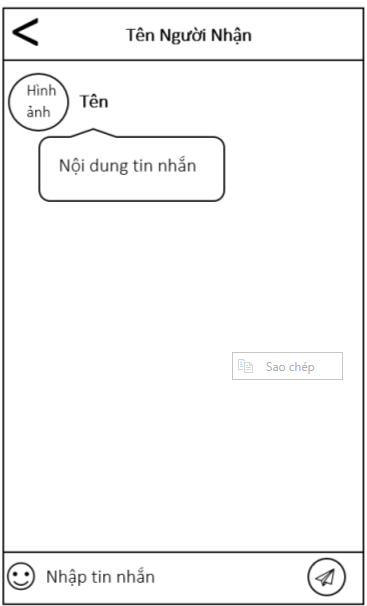 Tên Người Nhận
Hình
ảnh
Tên
Nội dung tin nhắn
Sao chép
Nhập tin nhắn